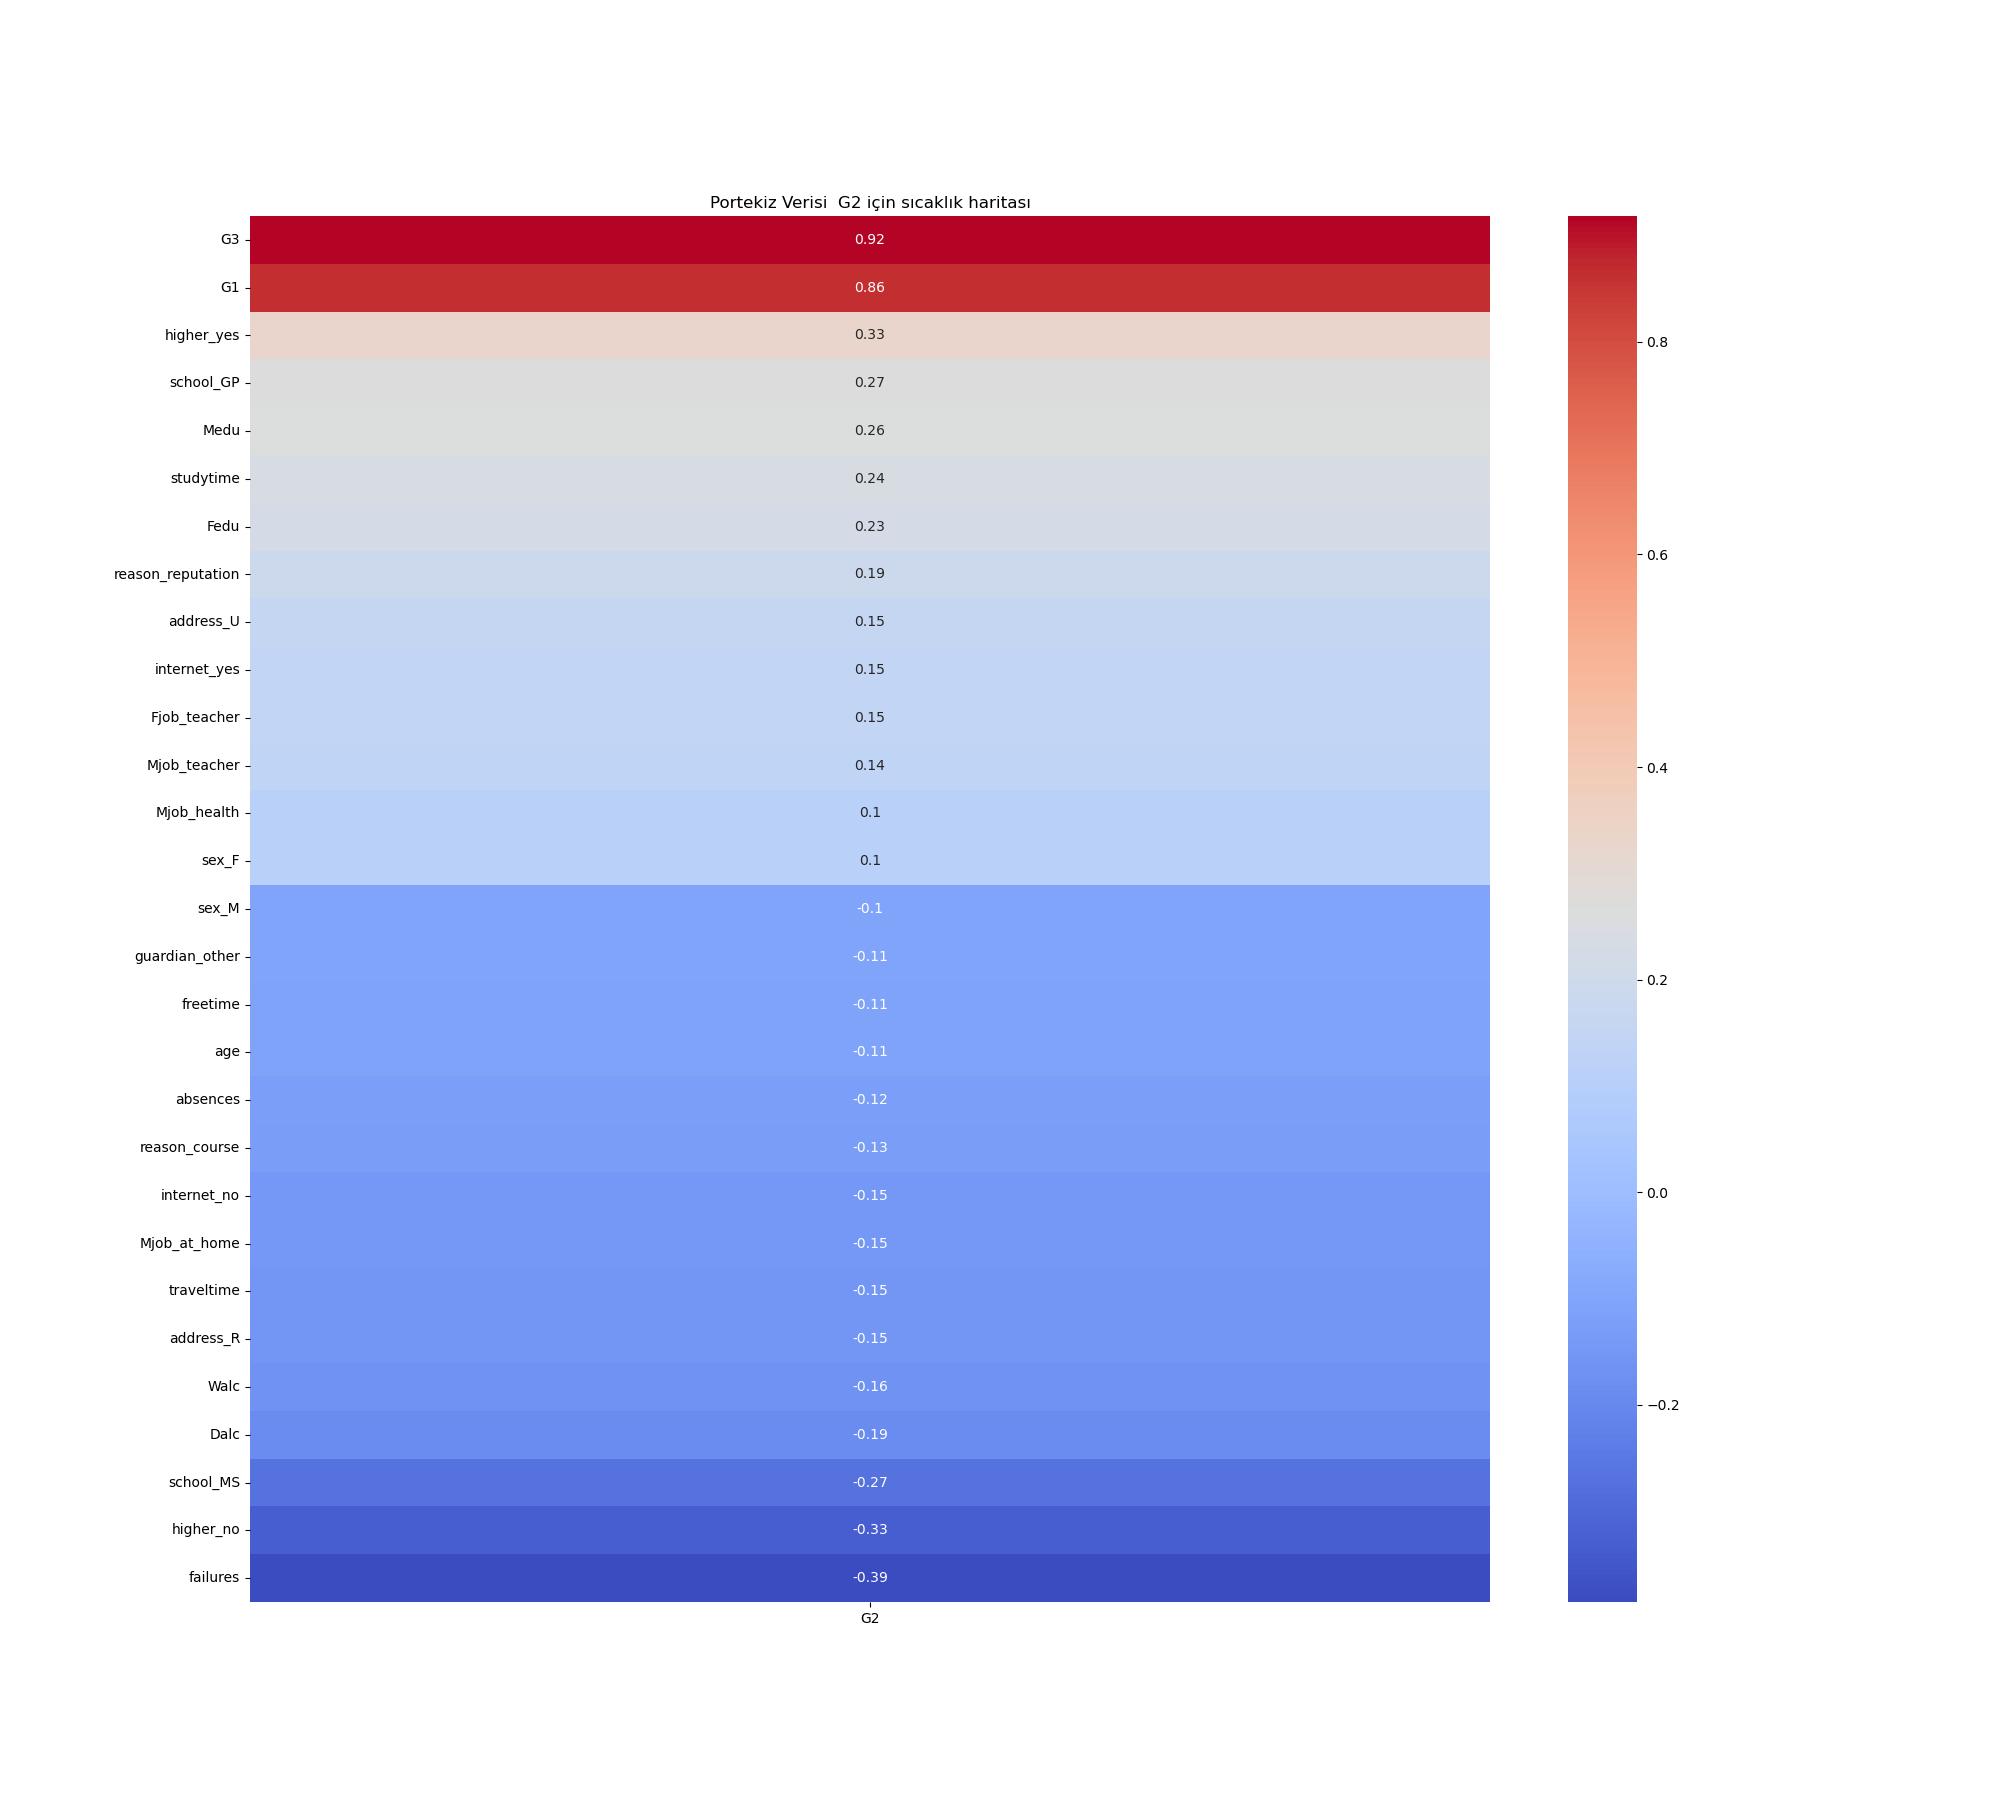 Portekiz Verisi  G2 için sıcaklık haritası
G3 0.92
G1 0.86
higher_yes 0.33
school_GP 0.27
Medu 0.26
studytime 0.24
Fedu 0.23
reason_reputation 0.19
address_U 0.15
internet_yes 0.15
Fjob_teacher 0.15
Mjob_teacher 0.14
Mjob_health 0.1
sex_F 0.1
sex_M -0.1
guardian_other -0.11
freetime -0.11
age -0.11
absences -0.12
reason_course -0.13
internet_no -0.15
Mjob_at_home -0.15
traveltime -0.15
address_R -0.15
Walc -0.16
Dalc -0.19
school_MS -0.27
higher_no -0.33
failures -0.39
G2
0.8
0.6
0.4
0.2
0.0
−0.2